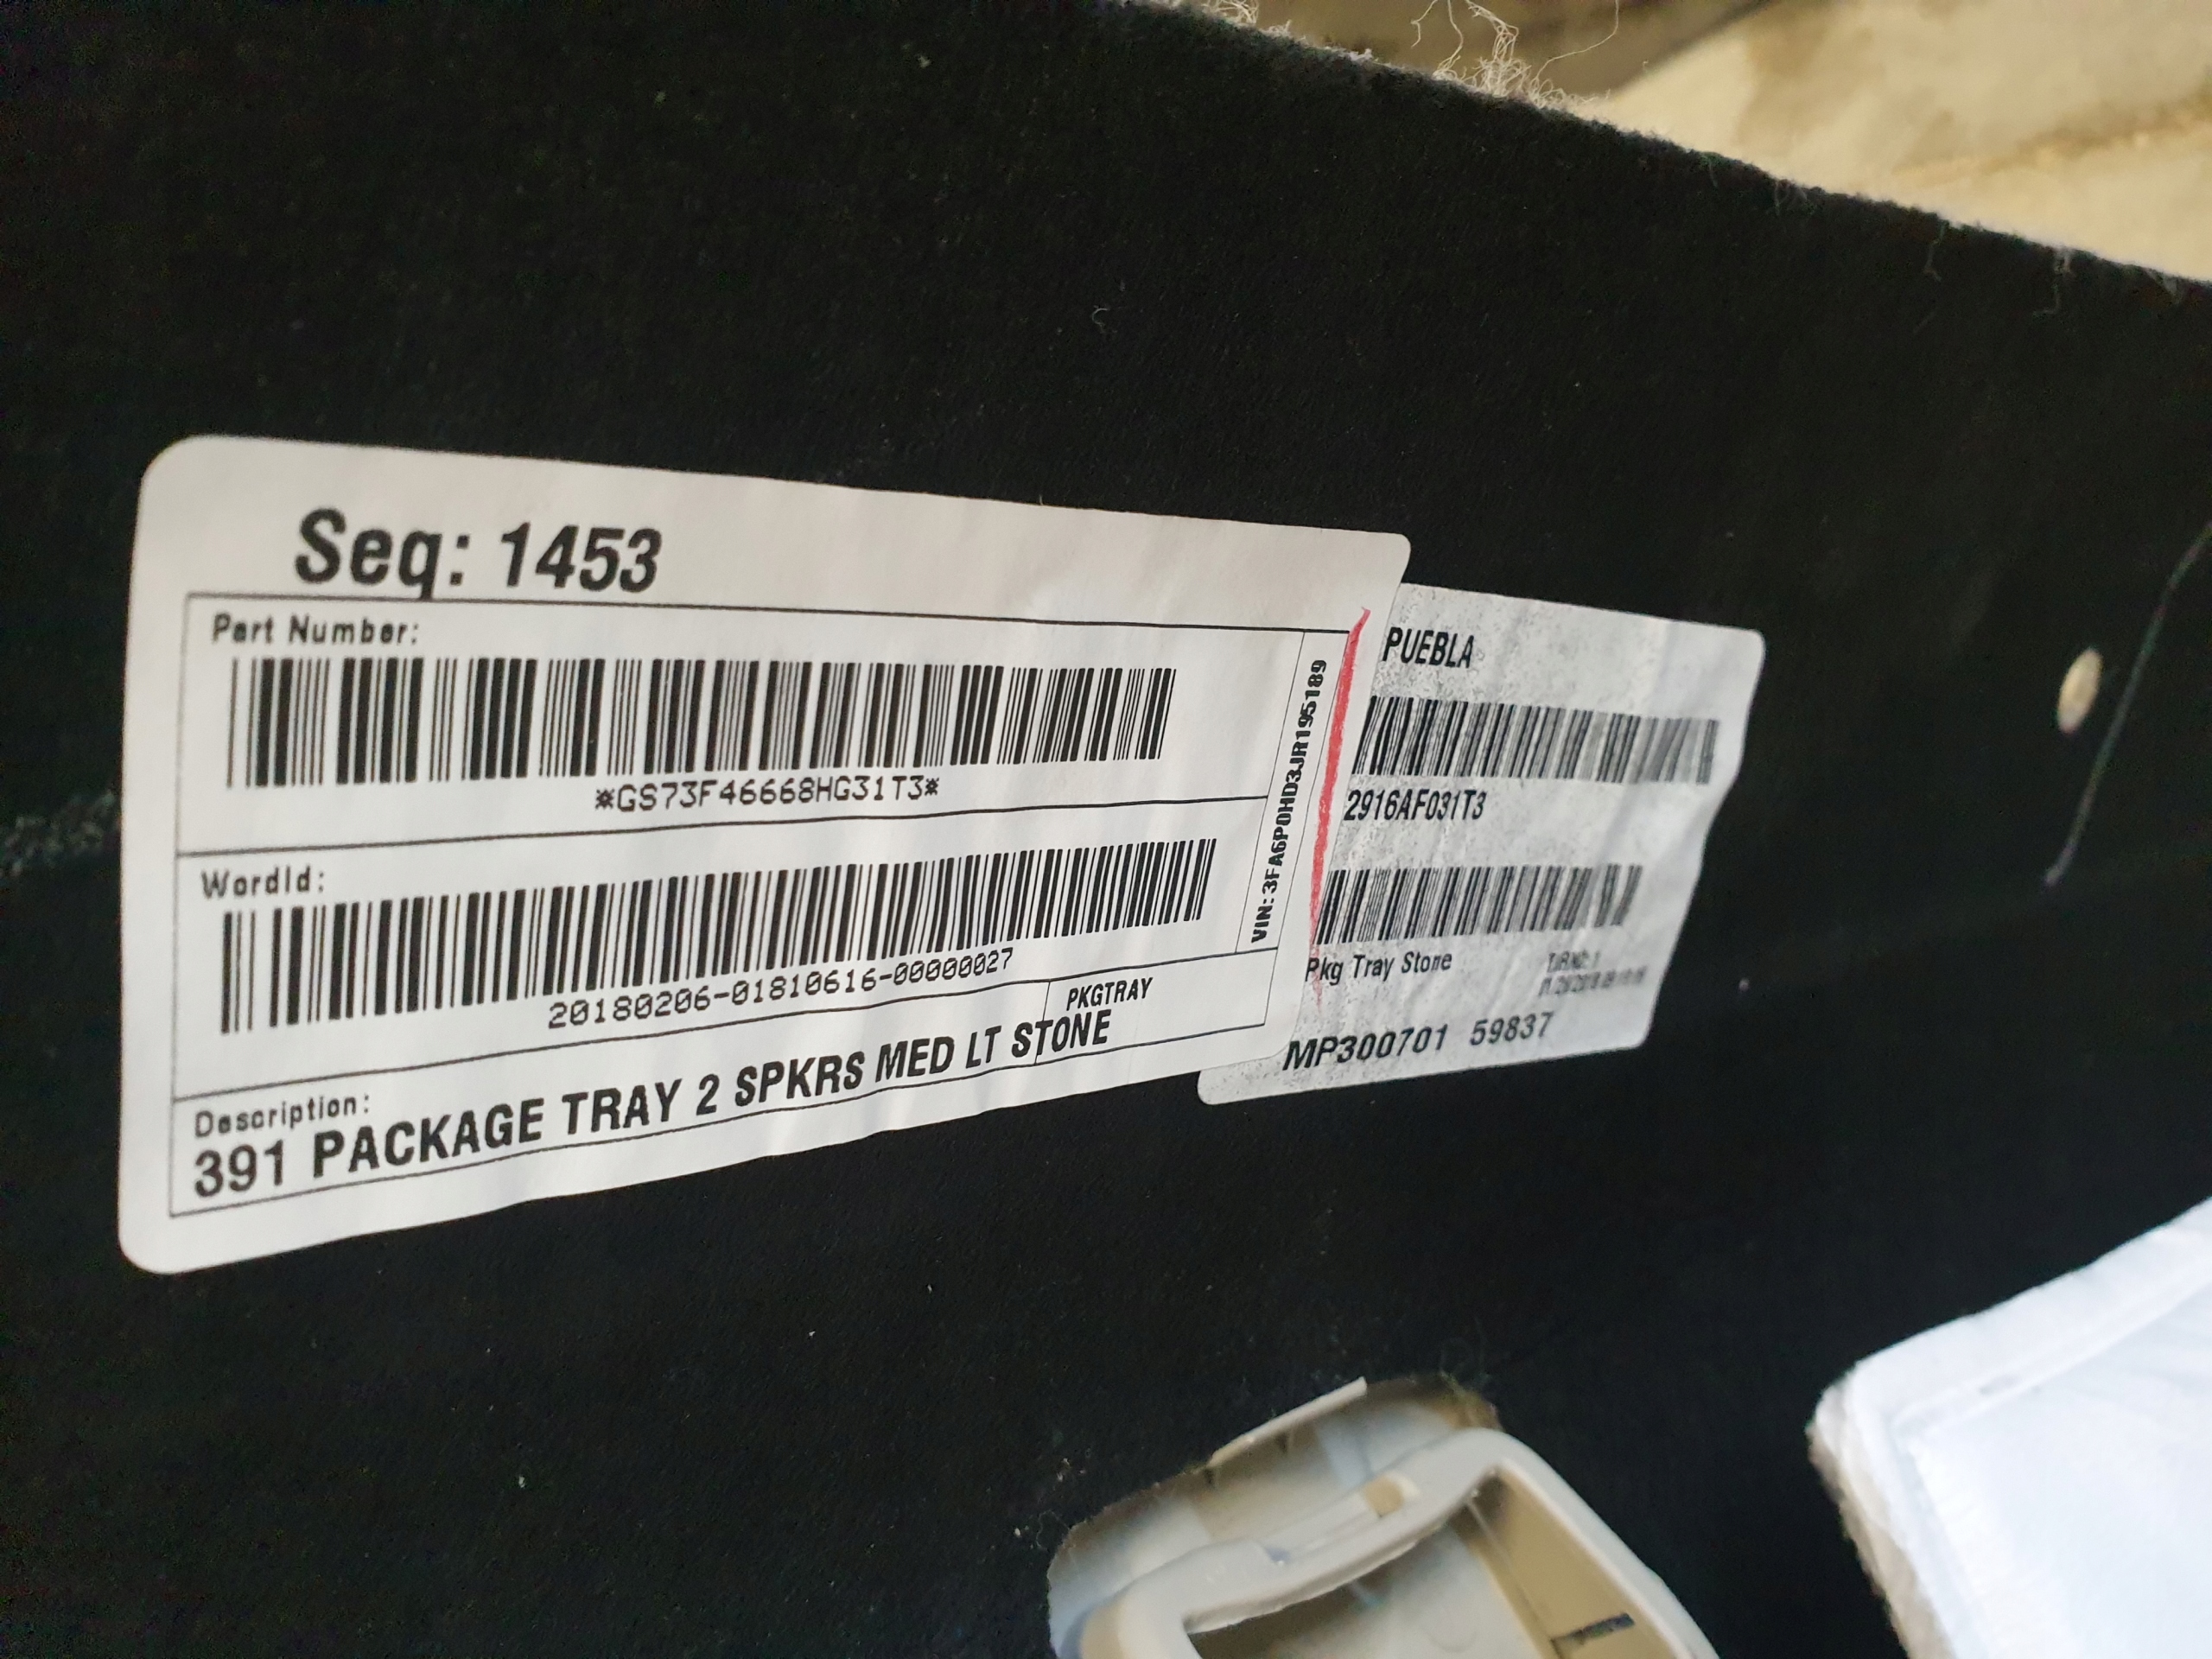 Seq: 1453
Part Number:
*GS73F46668HG31T3*
WordId:
20180206-01810616-00000027
VIN: 3FA6P0HD3JR195189
PKGTRAY
Description:
391 PACKAGE TRAY 2 SPKRS MED LT STONE
PUEBLA
2916AF031T3
Pkg Tray Stone
MP300701 59837